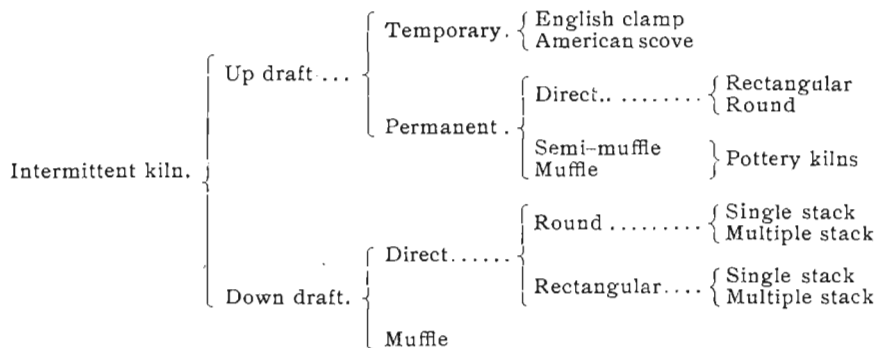 Temporary. English clamp
American scove
Up draft ...
Direct.. ........ Rectangular
Round
Permanent .
Semi-muffle
Muffle
Pottery kilns
Intermittent kiln.
Round ......... Single stack
Multiple stack
Direct......
Rectangular.... Single stack
Multiple stack
Down draft.
Muffle